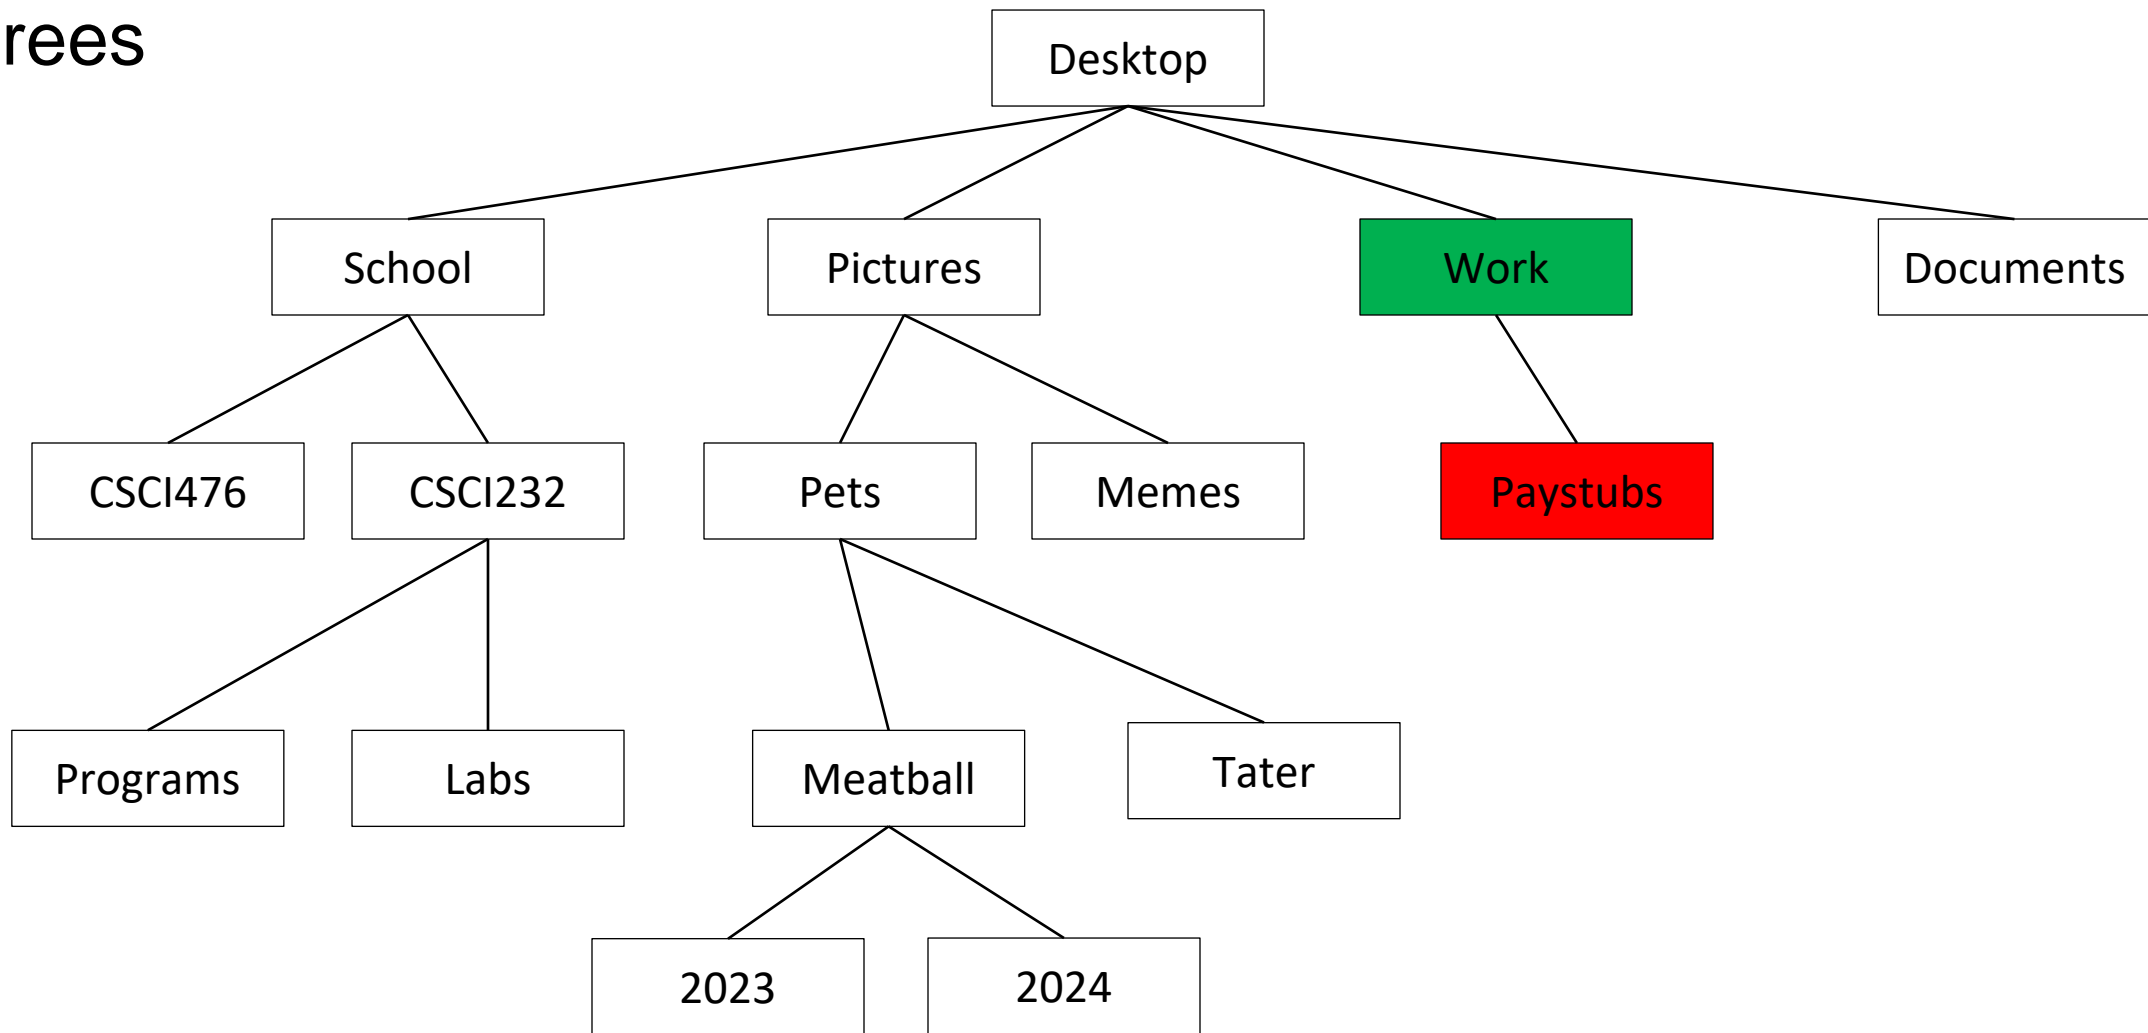 rees
Desktop
School
Pictures
Work
Documents
CSCI476
CSCI232
Pets
Memes
Paystubs
Programs
Labs
Meatball
Tater
2023
2024